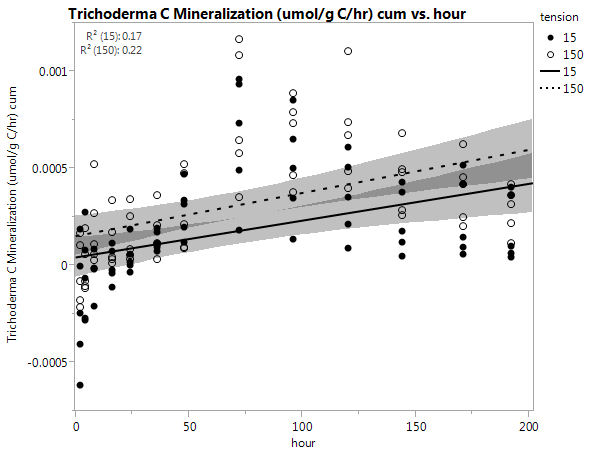 Trichoderma C Mineralization (umol/g C/hr) cum vs. hour
R² (15): 0.17
R² (150): 0.22
tension
15
150
15
150
Trichoderma C Mineralization (umol/g C/hr) cum
0.001
0.0005
0
-0.0005
0
50
100
150
200
hour